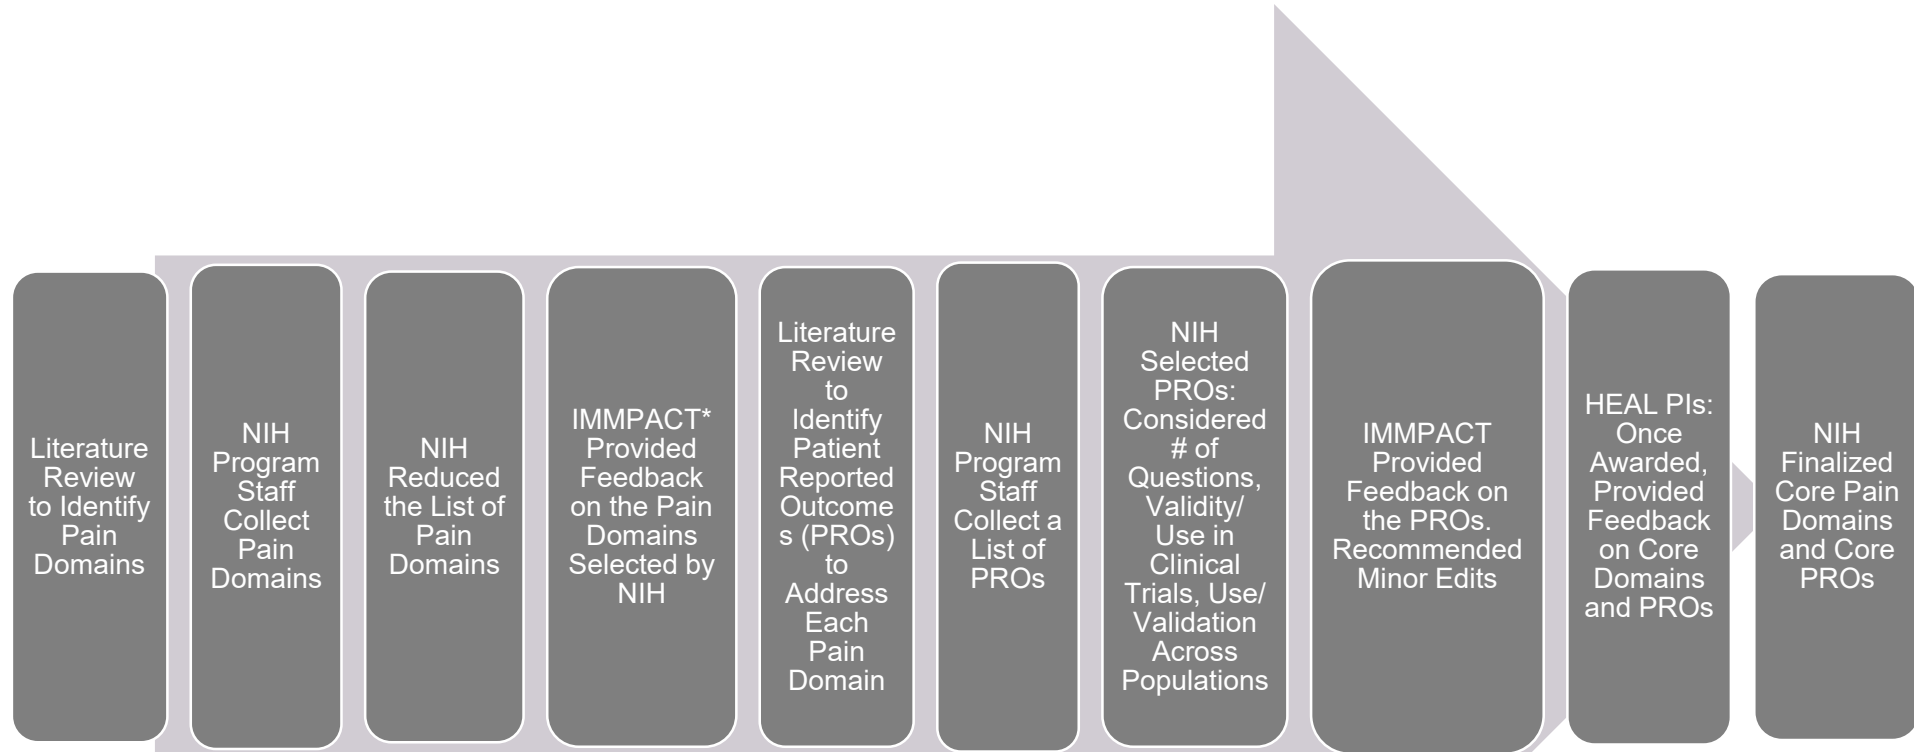 Literature
Review
to Identify
Pain
Domains
NIH
Program
Staff
Collect
Pain
Domains
NIH
Reduced
the List of
Pain
Domains
IMMPACT*
Provided
Feedback
on the Pain
Domains
Selected by
NIH
Literature
Review
to
Identify
Patient
Reported
Outcome
s (PROs)
to
Address
Each
Pain
Domain
NIH
Program
Staff
Collect a
List of
PROs
NIH
Selected
PROs:
Considered
# of
Questions,
Validity/
Use in
Clinical
Trials, Use/
Validation
Across
Populations
IMMPACT
Provided
Feedback on
the PROs.
Recommended
Minor Edits
HEAL PIs:
Once
Awarded,
Provided
Feedback
on Core
Domains
and PROs
NIH
Finalized
Core Pain
Domains
and Core
PROs